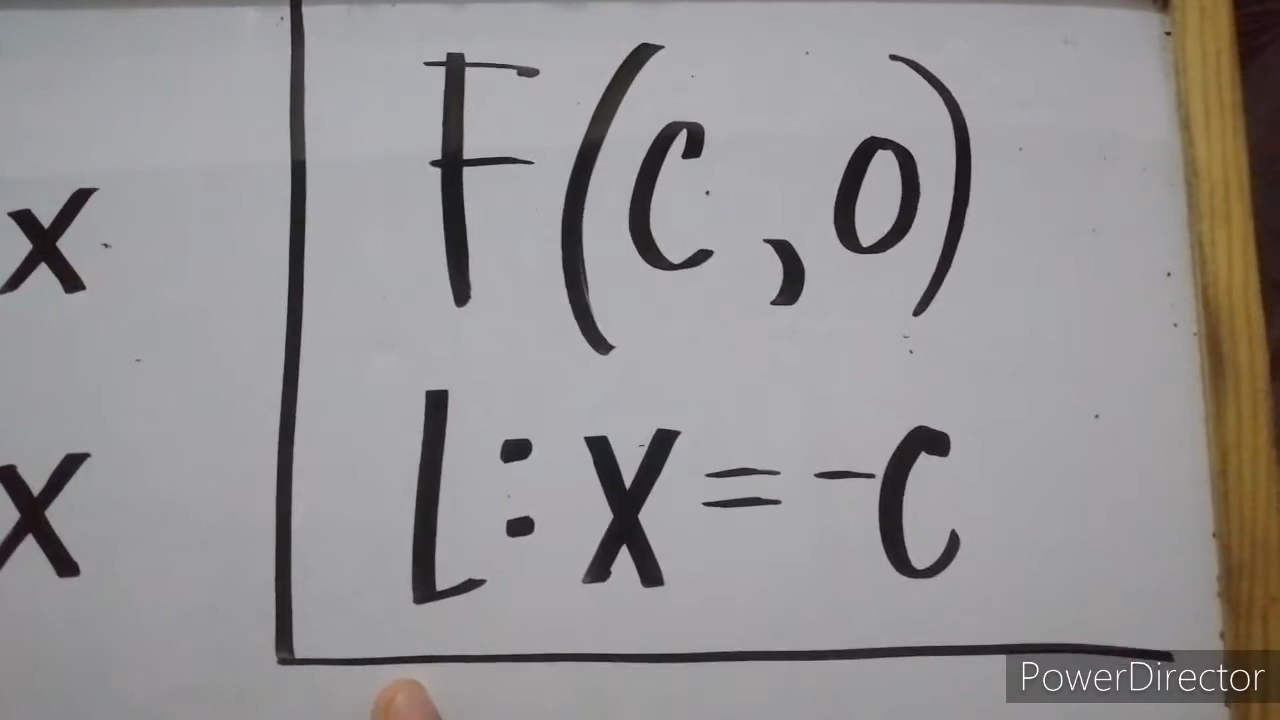 x
F(C,0)
x
L:X=-C
PowerDirector